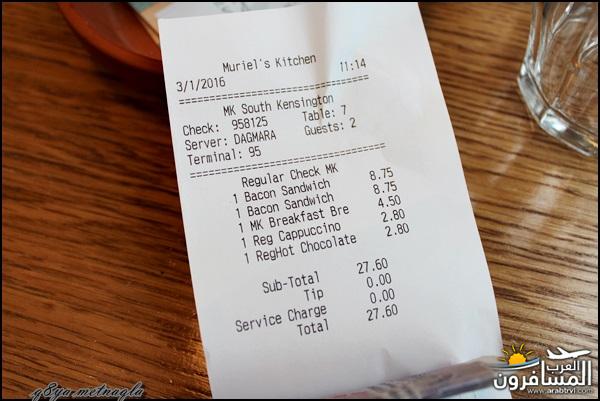 Muriel's Kitchen
3/1/2016 11:14
MK South Kensington
Check: 958125 Table: 7
Server: DAGMARA Guests: 2
Terminal: 95
Regular Check MK
1 Bacon Sandwich 8.75
1 Bacon Sandwich 8.75
1 MK Breakfast Bre 4.50
1 Reg Cappuccino 2.80
1 RegHot Chocolate 2.80
Sub-Total 27.60
Tip 0.00
Service Charge 0.00
Total 27.60
g8ya-metnagla
العرب
المسافرون
www.arabtrvl.com